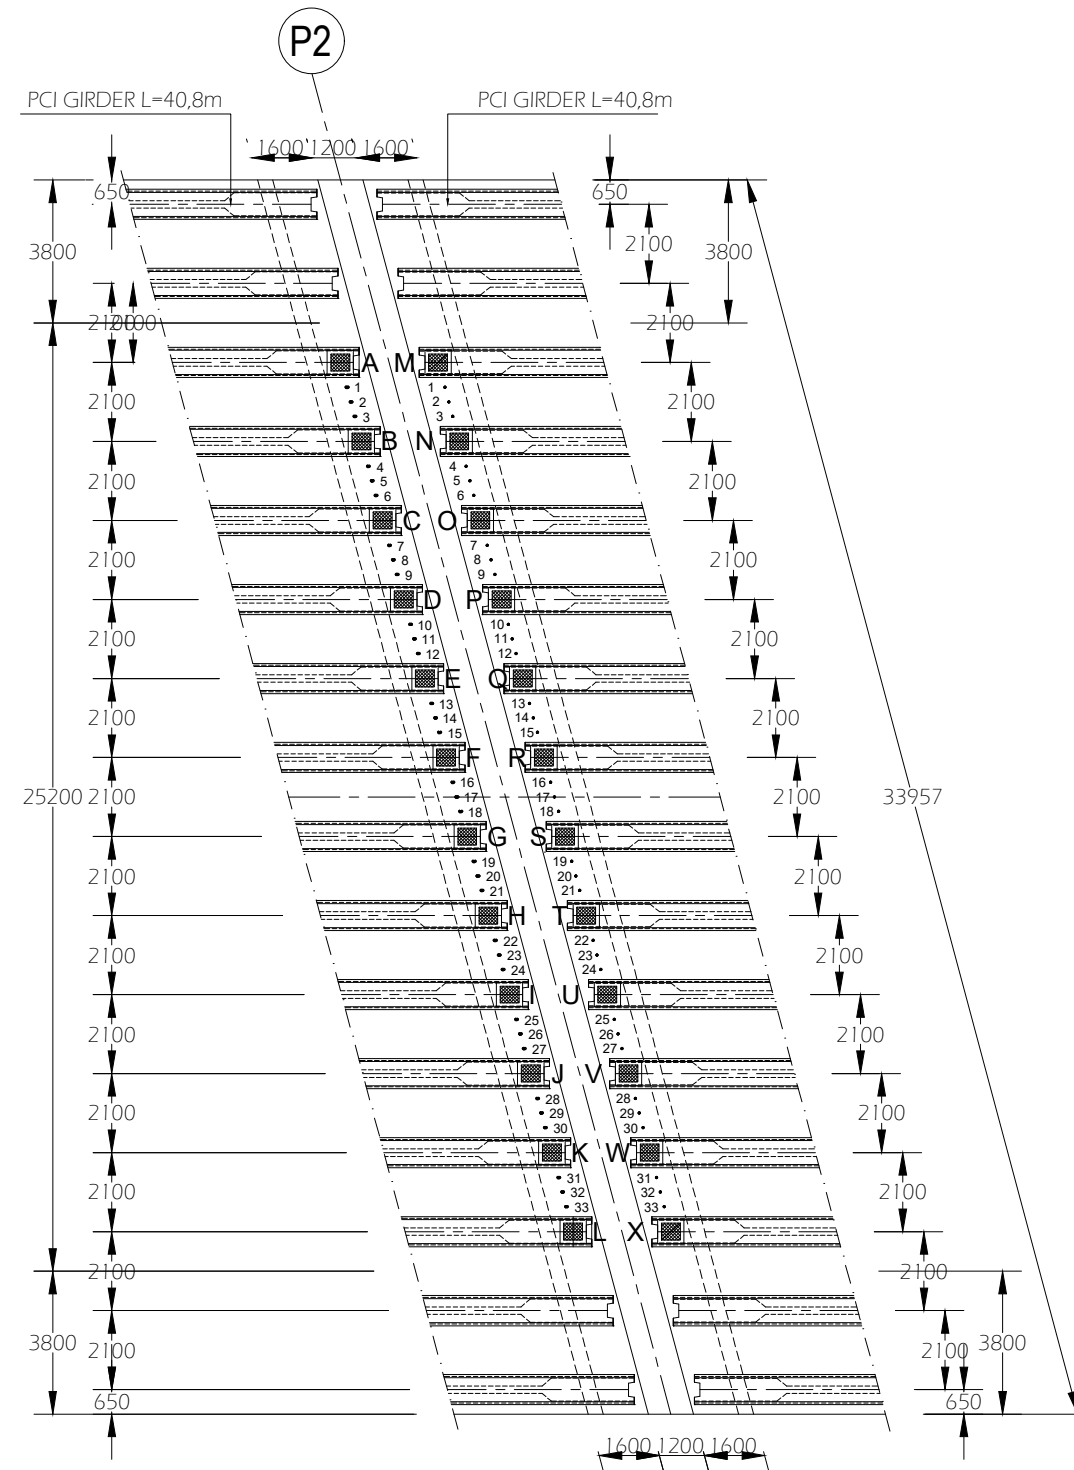 P2
PCI GIRDER L=40,8m PCI GIRDER L=40,8m
1600 1200 1600
650 650
3800 2100 3800
2100 2100 2100
A M
1 1
2100 2 2 2100
3 3
B N
4 4
2100 5 5 2100
6 6
C O
7 7
2100 8 8 2100
9 9
D P
10 10
2100 11 11 2100
12 12
E Q
13 13
2100 14 14 2100
15 15
F R
16 16
25200 2100 17 17 2100 33957
18 18
G S
19 19
2100 20 20 2100
21 21
H T
22 22
2100 23 23 2100
24 24
I U
25 25
2100 26 26 2100
27 27
J V
28 28
2100 29 29 2100
30 30
K W
31 31
2100 32 32 2100
33 33
L X
2100 2100
3800 2100 2100 3800
650 650
1600 1200 1600